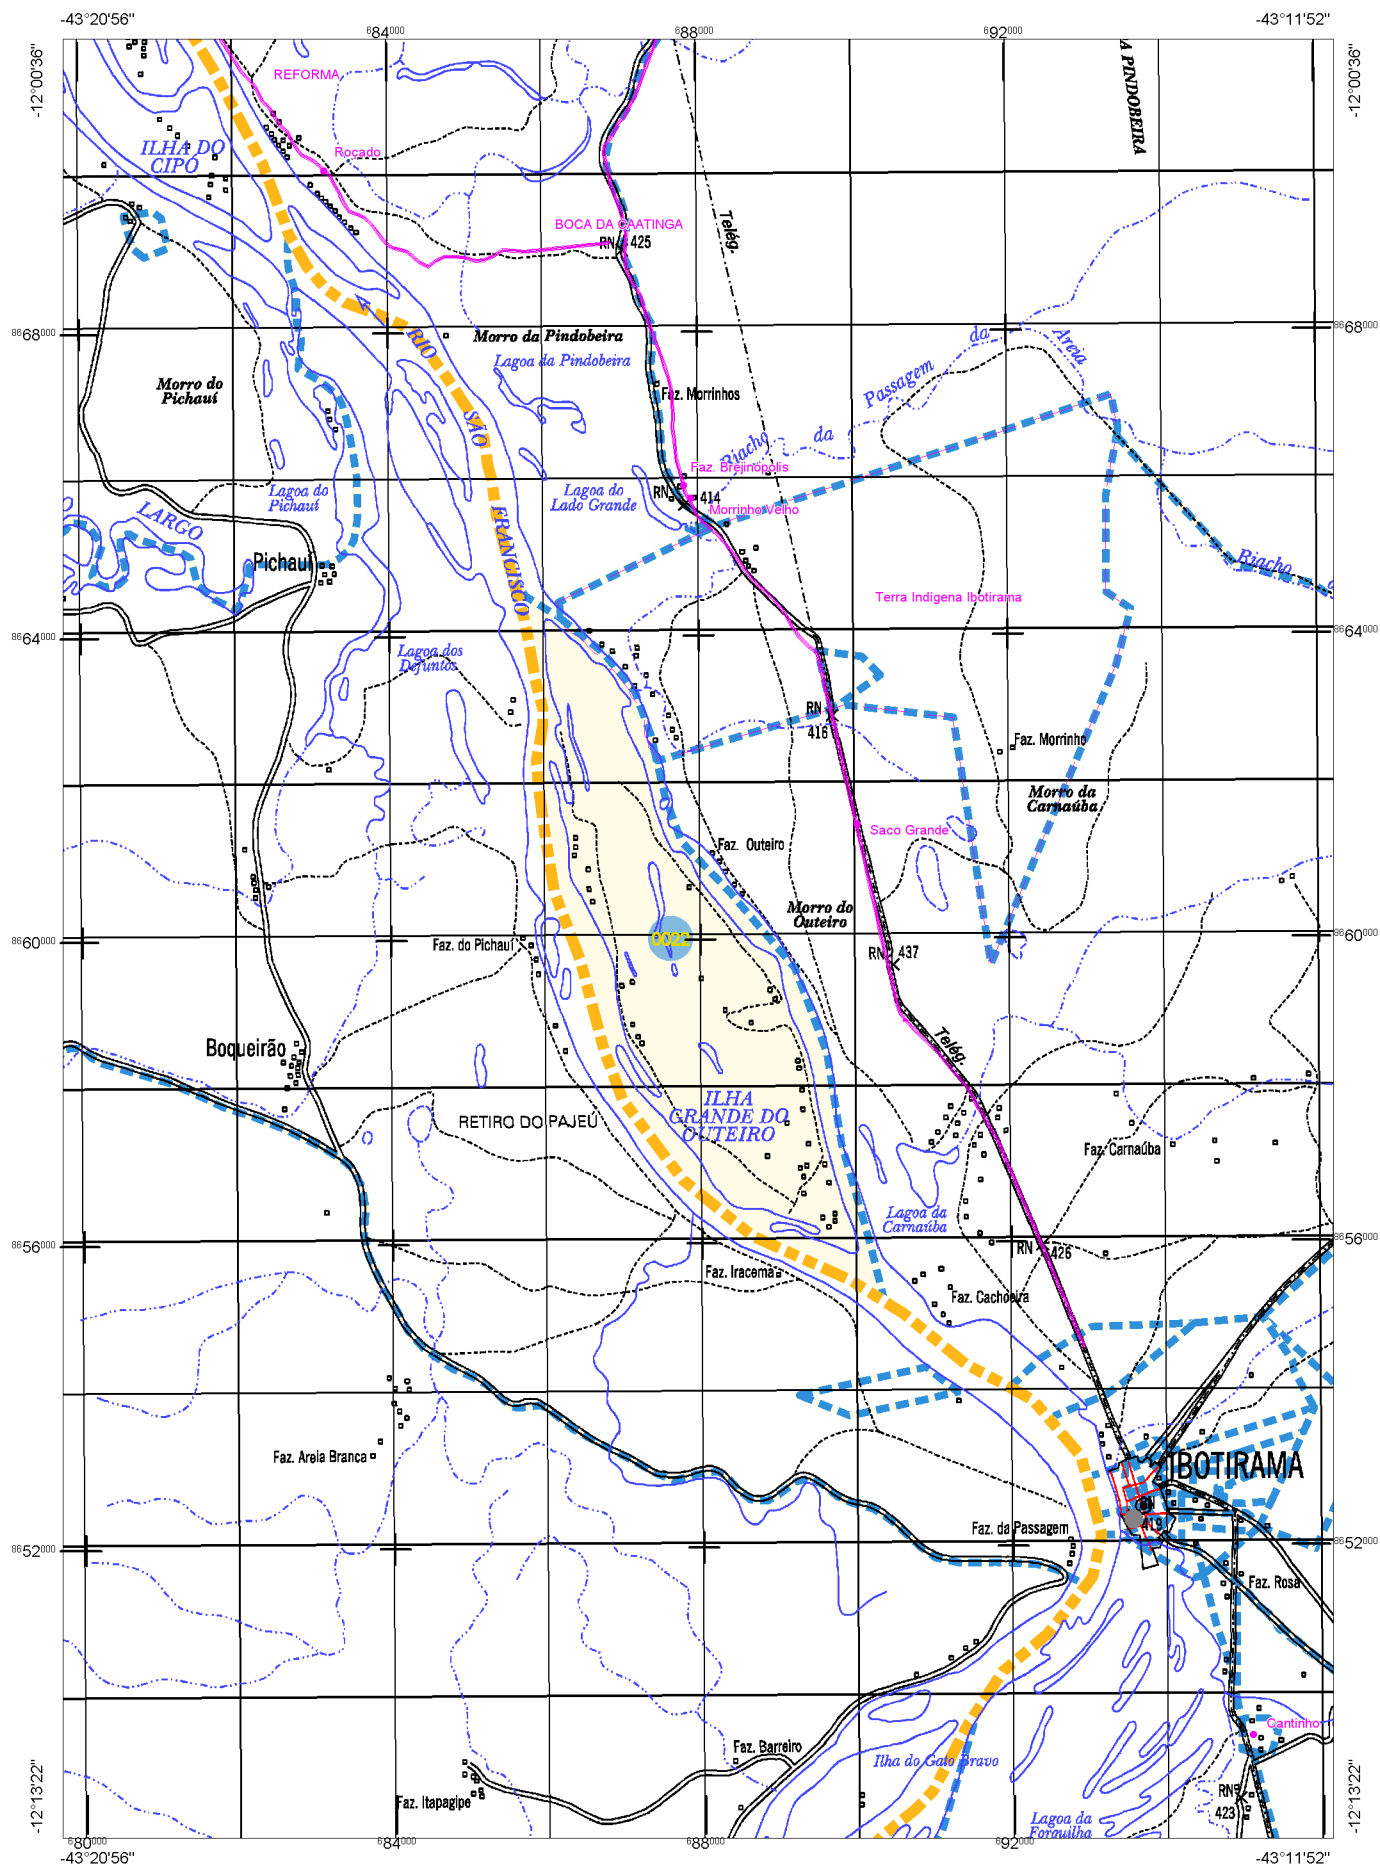 -43°20'56"
684000
688000
692000
-43°11'52"
-12°00'36"
-12°00'36"
A PINDOBEIRA
REFORMA
Roçado
ILHA DO
CIPÓ
Teleg.
BOCA DA CAATINGA
RN 425
8668000
8668000
RIO
SÃO
FRANCISCO
Morro da Pindobeira
Lagoa da Pindobeira
Morro do
Pichauí
Faz. Morrinhos
Riacho da Passagem da Areia
Faz. Brejinópolis
RN 414
Morrinho Velho
Lagoa do
Lado Grande
Lagoa do
Pichauí
LARGO
Pichauí
Riacho
Terra Indígena Ibotirama
8664000
8664000
Lagoa dos
Defuntos
RN
416
Faz. Morrinho
Morro da
Carnaúba
Saco Grande
Faz. Outeiro
Morro do
Outeiro
0022
Faz. do Pichauí
8660000
8660000
RN 437
Teleg.
Boqueirão
RETIRO DO PAJEÚ
ILHA
GRANDE DO
OUTEIRO
Faz. Carnaúba
Lagoa da
Carnaúba
8656000
8656000
RN 426
Faz. Iracema
Faz. Cachoeira
Faz. Areia Branca
IBOTIRAMA
RN
419
Faz. da Passagem
8652000
8652000
Faz. Rosa
Cantinho
Faz. Barreiro
Ilha do Gato Bravo
Faz. Itapagipe
RN
423
Lagoa da
Forquilha
-12°13'22"
-12°13'22"
680000
684000
688000
692000
-43°20'56"
-43°11'52"